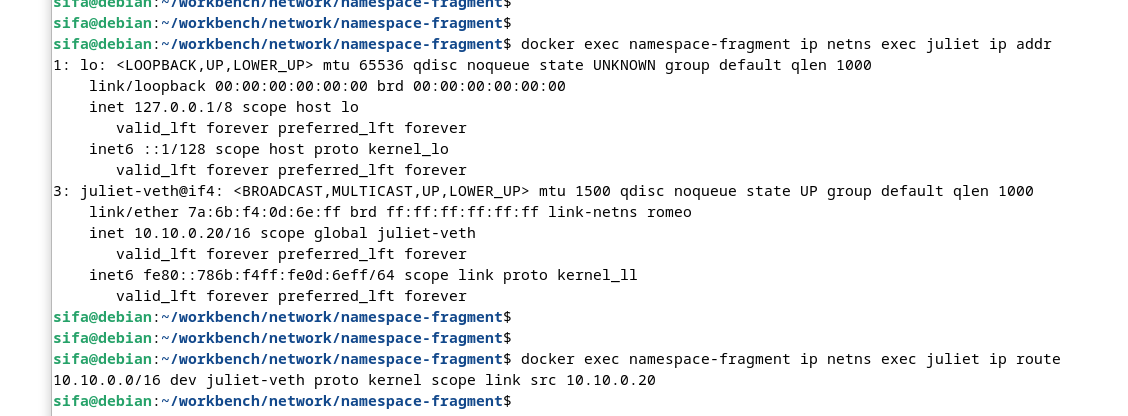 sifa@debian:~/workbench/network/namespace-fragment$
sifa@debian:~/workbench/network/namespace-fragment$
sifa@debian:~/workbench/network/namespace-fragment$ docker exec namespace-fragment ip netns exec juliet ip addr
1: lo: <LOOPBACK,UP,LOWER_UP> mtu 65536 qdisc noqueue state UNKNOWN group default qlen 1000
    link/loopback 00:00:00:00:00:00 brd 00:00:00:00:00:00
    inet 127.0.0.1/8 scope host lo
       valid_lft forever preferred_lft forever
    inet6 ::1/128 scope host proto kernel_lo
       valid_lft forever preferred_lft forever
3: juliet-veth@if4: <BROADCAST,MULTICAST,UP,LOWER_UP> mtu 1500 qdisc noqueue state UP group default qlen 1000
    link/ether 7a:6b:f4:0d:6e:ff brd ff:ff:ff:ff:ff:ff link-netns romeo
    inet 10.10.0.20/16 scope global juliet-veth
       valid_lft forever preferred_lft forever
    inet6 fe80::786b:f4ff:fe0d:6eff/64 scope link proto kernel_ll
       valid_lft forever preferred_lft forever
sifa@debian:~/workbench/network/namespace-fragment$
sifa@debian:~/workbench/network/namespace-fragment$
sifa@debian:~/workbench/network/namespace-fragment$ docker exec namespace-fragment ip netns exec juliet ip route
10.10.0.0/16 dev juliet-veth proto kernel scope link src 10.10.0.20
sifa@debian:~/workbench/network/namespace-fragment$